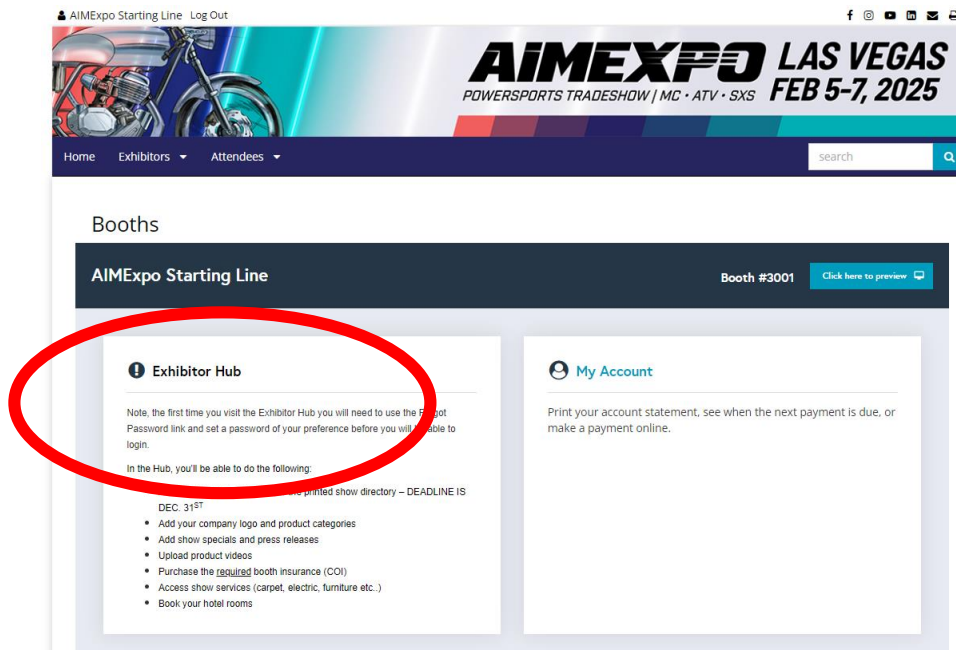 AIMExpo Starting Line Log Out
AIMEXPO LAS VEGAS
POWERSPORTS TRADESHOW | MC • ATV • SXS FEB 5-7, 2025
Home Exhibitors Attendees search
Booths
AIMExpo Starting Line Booth #3001 Click here to preview
Exhibitor Hub
Note, the first time you visit the Exhibitor Hub you will need to use the
Password link and set a password of your preference before you will able to
login.
In the Hub, you'll be able to do the following:
printed show directory – DEADLINE IS
DEC. 31ST
• Add your company logo and product categories
• Add show specials and press releases
• Upload product videos
• Purchase the required booth insurance (COI)
• Access show services (carpet, electric, furniture etc..)
• Book your hotel rooms
My Account
Print your account statement, see when the next payment is due, or
make a payment online.